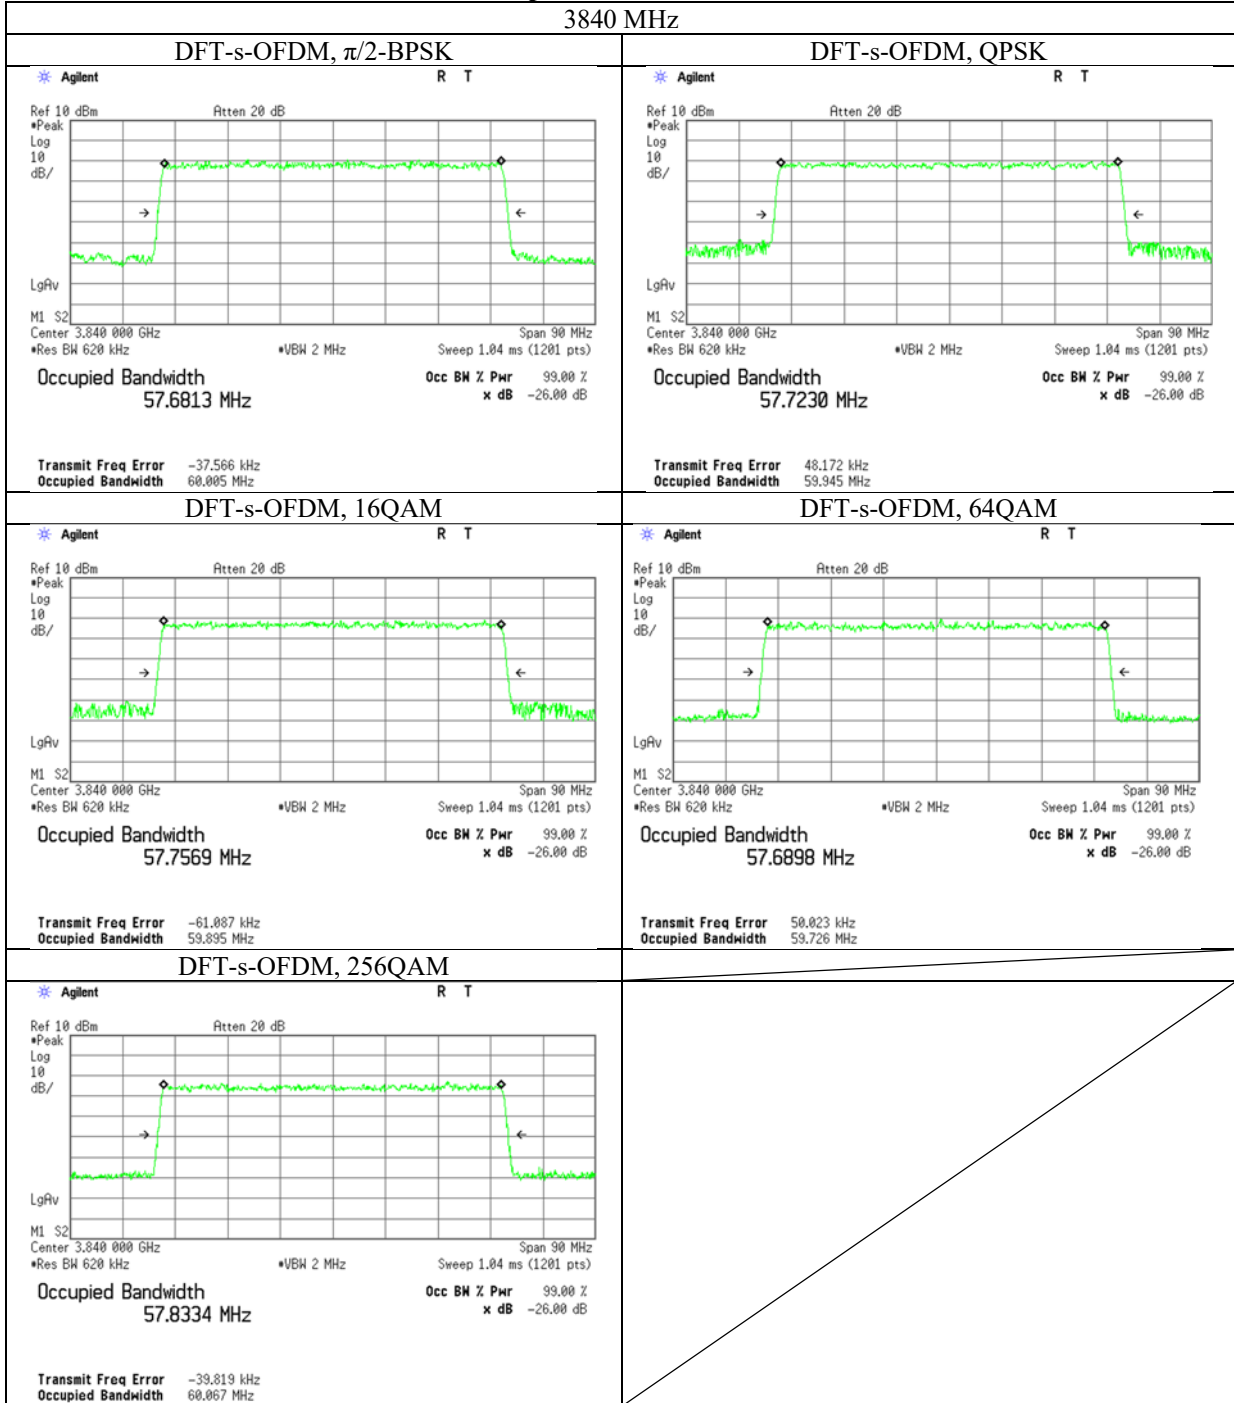 3840 MHz
DFT-s-OFDM, π/2-BPSK
DFT-s-OFDM, QPSK
Agilent R T
Ref 10 dBm Atten 20 dB
#Peak
Log
10
dB/
LgAv
M1 S2
Center 3.840 000 GHz Span 90 MHz
#Res BW 620 kHz #VBW 2 MHz Sweep 1.04 ms (1201 pts)
Occupied Bandwidth Occ BW % Pwr 99.00 %
57.6813 MHz x dB -26.00 dB
Transmit Freq Error -37.566 kHz
Occupied Bandwidth 60.005 MHz
Agilent R T
Ref 10 dBm Atten 20 dB
#Peak
Log
10
dB/
LgAv
M1 S2
Center 3.840 000 GHz Span 90 MHz
#Res BW 620 kHz #VBW 2 MHz Sweep 1.04 ms (1201 pts)
Occupied Bandwidth Occ BW % Pwr 99.00 %
57.7230 MHz x dB -26.00 dB
Transmit Freq Error 48.172 kHz
Occupied Bandwidth 59.945 MHz
DFT-s-OFDM, 16QAM
DFT-s-OFDM, 64QAM
Agilent R T
Ref 10 dBm Atten 20 dB
#Peak
Log
10
dB/
LgAv
M1 S2
Center 3.840 000 GHz Span 90 MHz
#Res BW 620 kHz #VBW 2 MHz Sweep 1.04 ms (1201 pts)
Occupied Bandwidth Occ BW % Pwr 99.00 %
57.7569 MHz x dB -26.00 dB
Transmit Freq Error -61.087 kHz
Occupied Bandwidth 59.895 MHz
Agilent R T
Ref 10 dBm Atten 20 dB
#Peak
Log
10
dB/
LgAv
M1 S2
Center 3.840 000 GHz Span 90 MHz
#Res BW 620 kHz #VBW 2 MHz Sweep 1.04 ms (1201 pts)
Occupied Bandwidth Occ BW % Pwr 99.00 %
57.6898 MHz x dB -26.00 dB
Transmit Freq Error 50.023 kHz
Occupied Bandwidth 59.726 MHz
DFT-s-OFDM, 256QAM
Agilent R T
Ref 10 dBm Atten 20 dB
#Peak
Log
10
dB/
LgAv
M1 S2
Center 3.840 000 GHz Span 90 MHz
#Res BW 620 kHz #VBW 2 MHz Sweep 1.04 ms (1201 pts)
Occupied Bandwidth Occ BW % Pwr 99.00 %
57.8334 MHz x dB -26.00 dB
Transmit Freq Error -39.819 kHz
Occupied Bandwidth 60.067 MHz